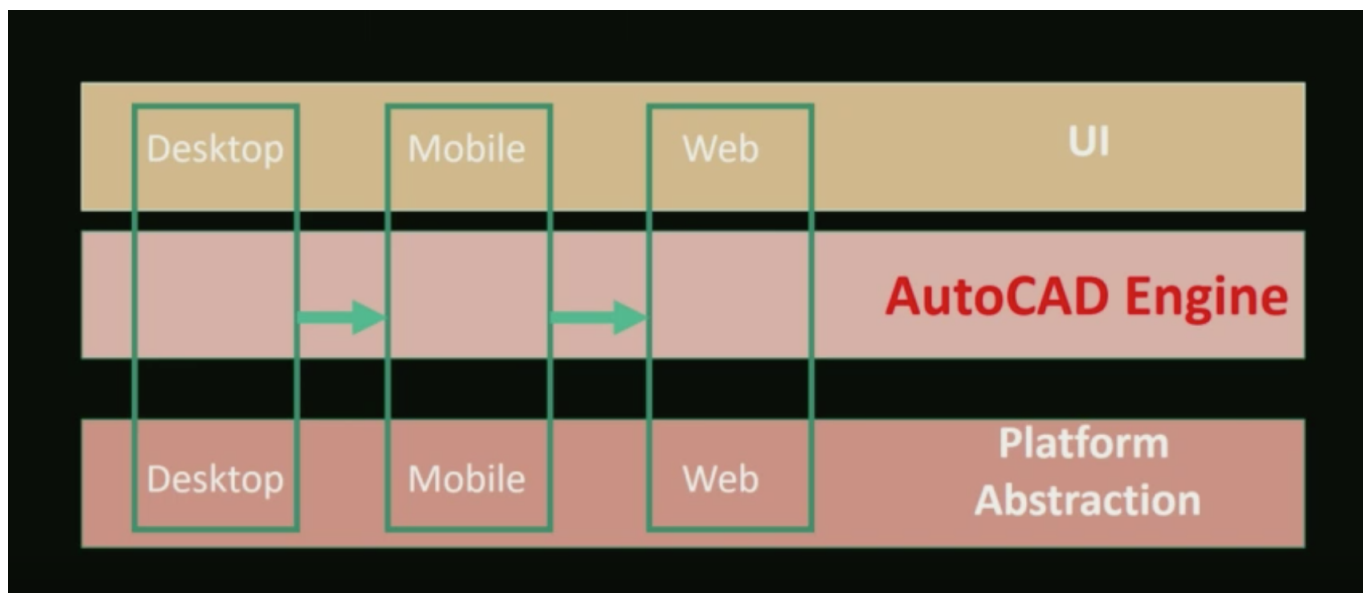 Desktop Mobile Web UI
AutoCAD Engine
Platform
Abstraction
Desktop Mobile Web